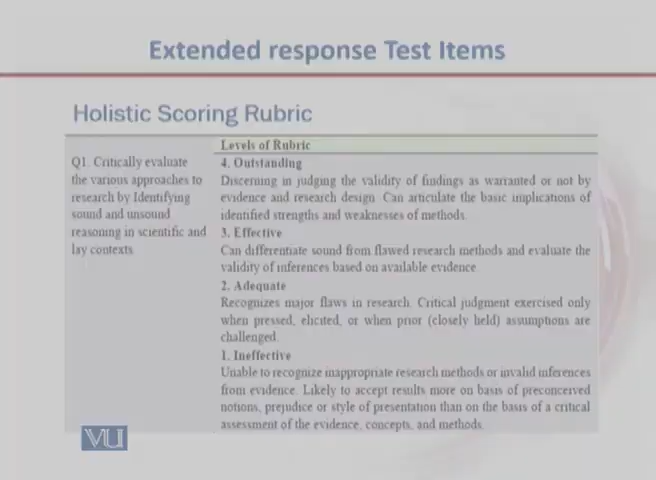 Extended response Test Items
Holistic Scoring Rubric
Levels of Rubric
Q1. Critically evaluate
the various approaches to
research by Identifying
sound and unsound
reasoning in scientific and
lay contexts
4. Outstanding
Discerning in judging the validity of findings as warranted or not by
evidence and research design. Can articulate the basic implications of
identified strengths and weaknesses of methods.
3. Effective
Can differentiate sound from flawed research methods and evaluate the
validity of inferences based on available evidence.
2. Adequate
Recognizes major flaws in research. Critical judgment exercised only
when pressed, elicited, or when prior (closely held) assumptions are
challenged.
1. Ineffective
Unable to recognize inappropriate research methods or invalid inferences
from evidence. Likely to accept results more on basis of preconceived
notions, prejudice or style of presentation than on the basis of a critical
assessment of the evidence, concepts, and methods.
VU